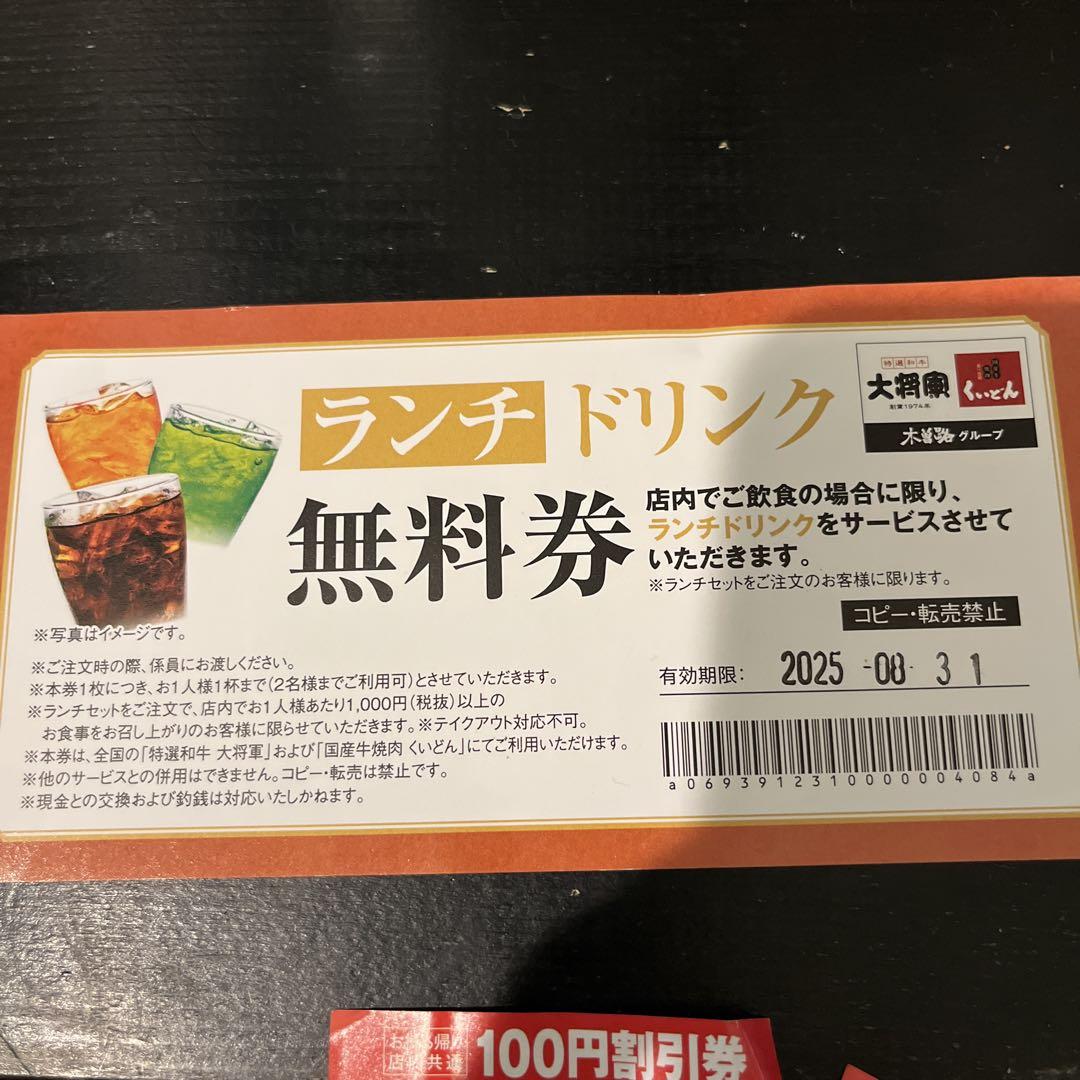 特選和牛
大将軍
創業1974年
くいどん
木曽路 グループ
ランチ ドリンク
無料券
店内でご飲食の場合に限り、
ランチドリンクをサービスさせて
いただきます。
※ランチセットをご注文のお客様に限ります。
コピー・転売禁止
有効期限: 2025-08-31
a0693912310000004084a
※写真はイメージです。
※ご注文時の際、係員にお渡しください。
※本券1枚につき、お1人様1杯まで(2名様までご利用可)とさせていただきます。
※ランチセットをご注文で、店内でお1人様あたり1,000円(税抜)以上の
お食事をお召し上がりのお客様に限らせていただきます。※テイクアウト対応不可。
※本券は、全国の「特選和牛 大将軍」および「国産牛焼肉 くいどん」にてご利用いただけます。
※他のサービスとの併用はできません。コピー・転売は禁止です。
※現金との交換および釣銭は対応いたしかねます。
100円割引券